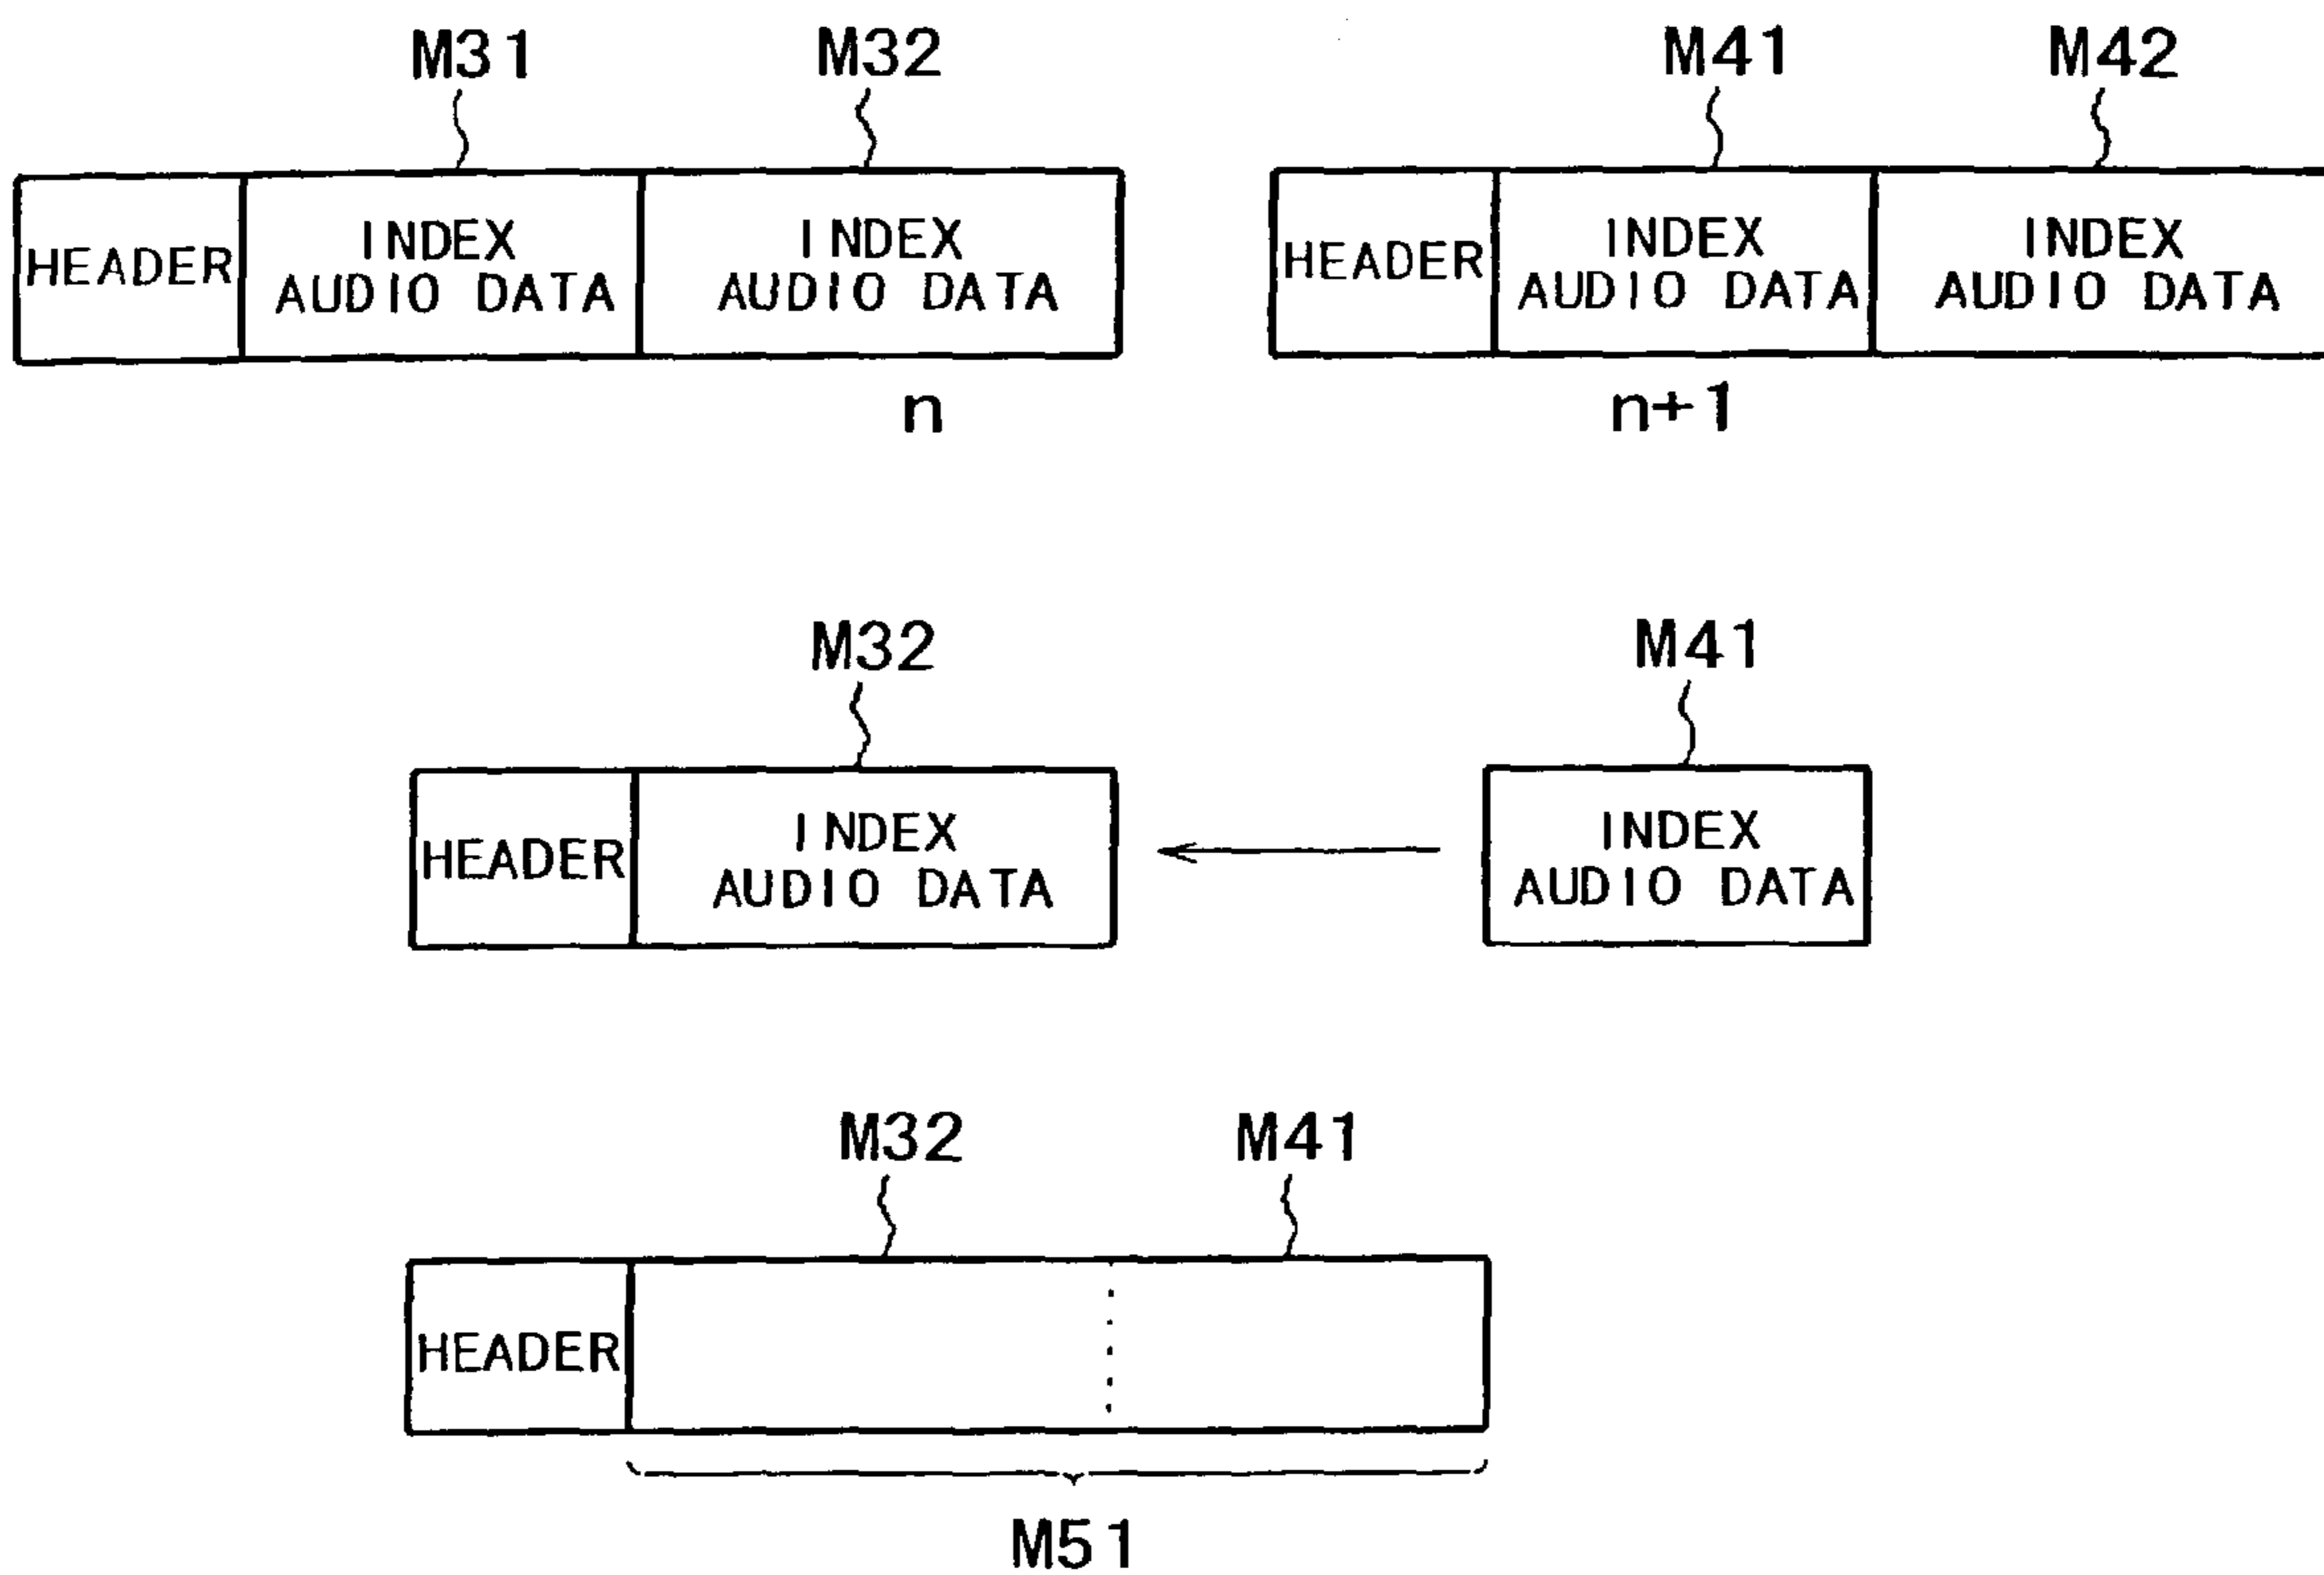 M31 M32 M41 M42
HEADER INDEX AUDIO DATA INDEX AUDIO DATA HEADER INDEX AUDIO DATA INDEX AUDIO DATA
n n+1
M32 M41
HEADER INDEX AUDIO DATA INDEX AUDIO DATA
M32 M41
HEADER
M51